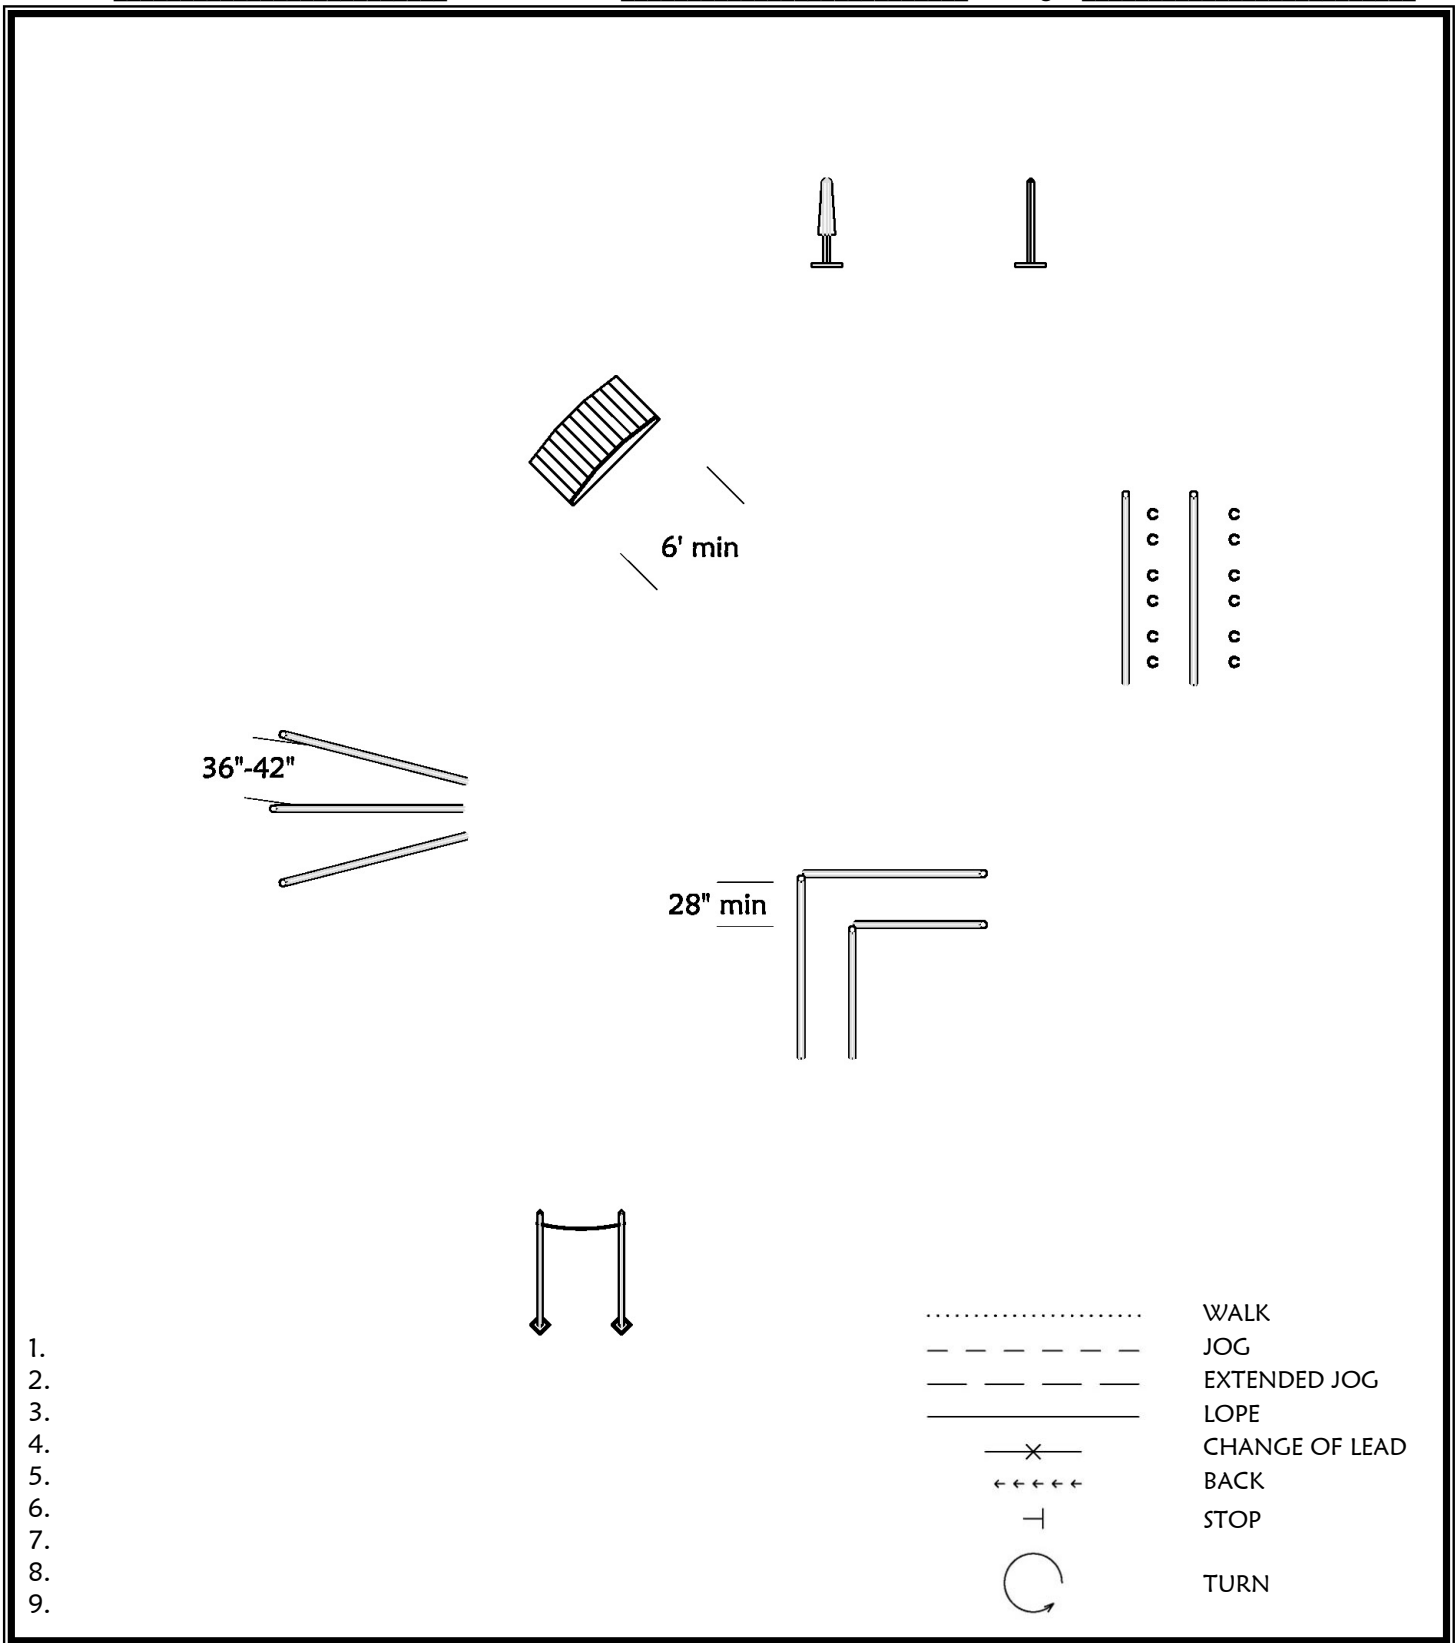 c c
c c
6' min
c c
c c
c c
c c
36"-42"
28" min
WALK
1.
JOG
2.
EXTENDED JOG
3.
LOPE
4.
CHANGE OF LEAD
5.
BACK
6.
STOP
7.
8.
TURN
9.